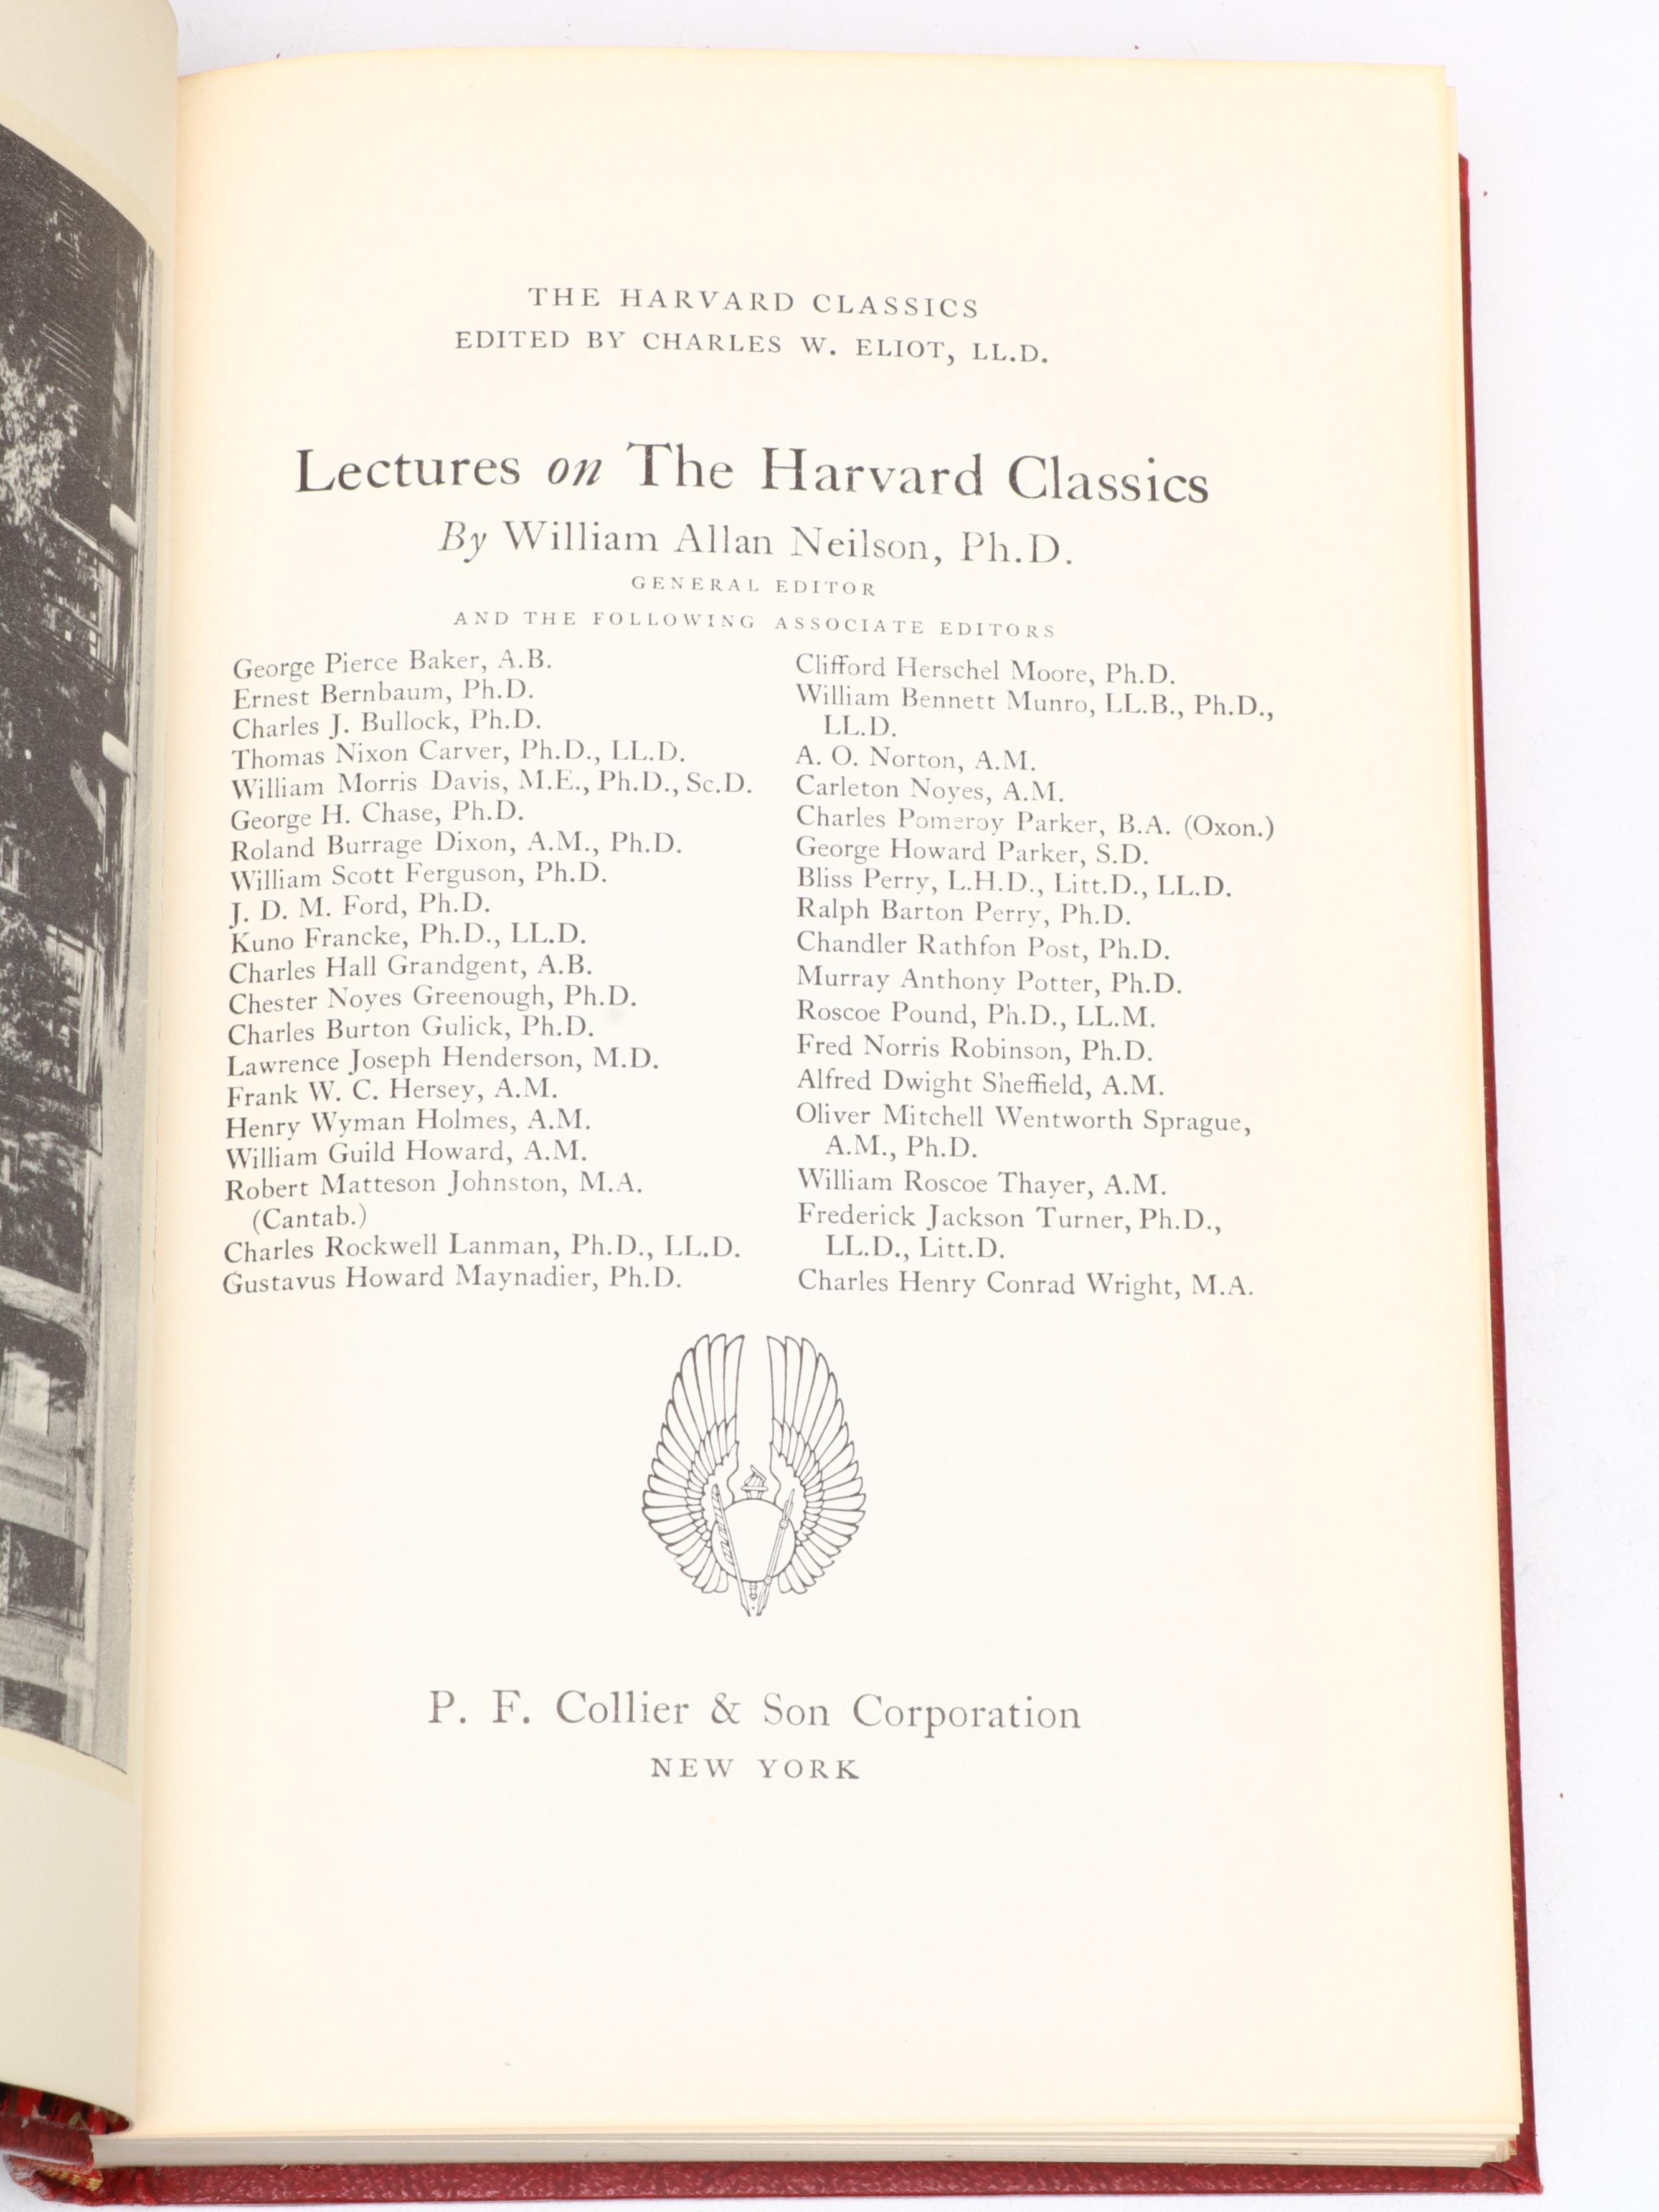 THE HARVARD CLASSICS
EDITED BY CHARLES W. ELIOT, LL.D.
Lectures on The Harvard Classics
By William Allan Neilson, Ph.D.
GENERAL EDITOR
AND THE FOLLOWING ASSOCIATE EDITORS
George Pierce Baker, A.B.
Ernest Bernbaum, Ph.D.
Charles J. Bullock, Ph.D.
Thomas Nixon Carver, Ph.D., LL.D.
William Morris Davis, M.E., Ph.D., Sc.D.
George H. Chase, Ph.D.
Roland Burrage Dixon, A.M., Ph.D.
William Scott Ferguson, Ph.D.
J. D. M. Ford, Ph.D.
Kuno Francke, Ph.D., LL.D.
Charles Hall Grandgent, A.B.
Chester Noyes Greenough, Ph.D.
Charles Burton Gulick, Ph.D.
Lawrence Joseph Henderson, M.D.
Frank W. C. Hersey, A.M.
Henry Wyman Holmes, A.M.
William Guild Howard, A.M.
Robert Matteson Johnston, M.A.
(Cantab.)
Charles Rockwell Lanman, Ph.D., LL.D.
Gustavus Howard Maynadier, Ph.D.
Clifford Herschel Moore, Ph.D.
William Bennett Munro, LL.B., Ph.D.,
LL.D.
A. O. Norton, A.M.
Carleton Noyes, A.M.
Charles Pomeroy Parker, B.A. (Oxon.)
George Howard Parker, S.D.
Bliss Perry, L.H.D., Litt.D., LL.D.
Ralph Barton Perry, Ph.D.
Chandler Rathfon Post, Ph.D.
Murray Anthony Potter, Ph.D.
Roscoe Pound, Ph.D., LL.M.
Fred Norris Robinson, Ph.D.
Alfred Dwight Sheffield, A.M.
Oliver Mitchell Wentworth Sprague,
A.M., Ph.D.
William Roscoe Thayer, A.M.
Frederick Jackson Turner, Ph.D.,
LL.D., Litt.D.
Charles Henry Conrad Wright, M.A.
P. F. Collier & Son Corporation
NEW YORK